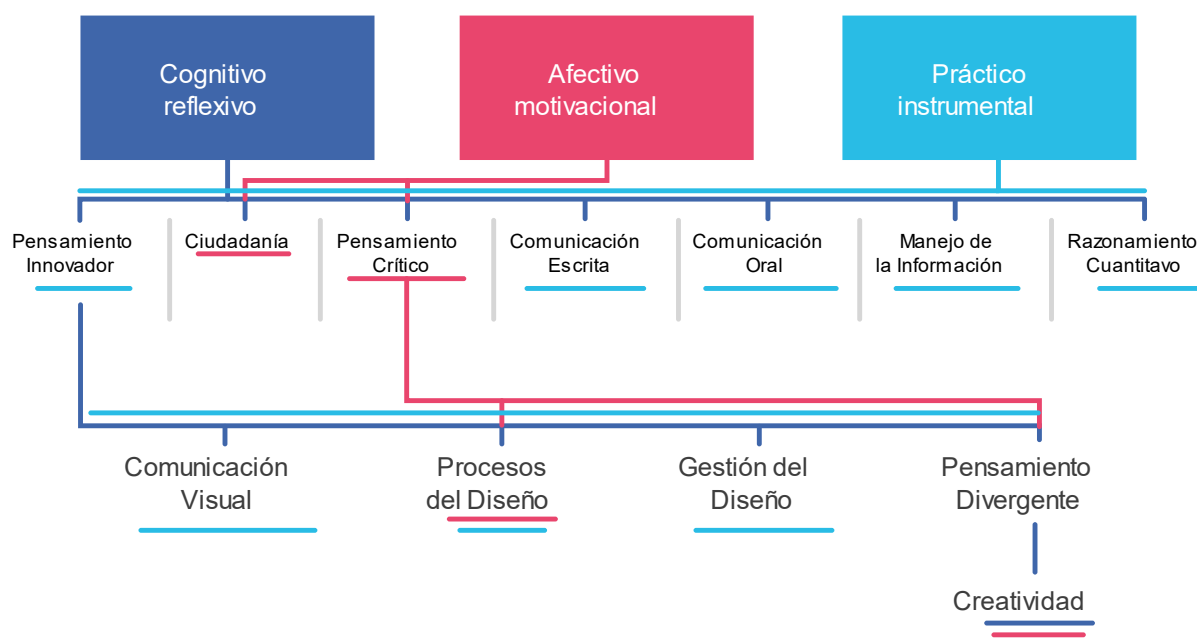 Cognitivo
reflexivo
Afectivo
motivacional
Práctico
instrumental
Pensamiento
Innovador
Ciudadanía
Pensamiento
Crítico
Comunicación
Escrita
Comunicación
Oral
Manejo de
la Información
Razonamiento
Cuantitavo
Comunicación
Visual
Procesos
del Diseño
Gestión del
Diseño
Pensamiento
Divergente
Creatividad